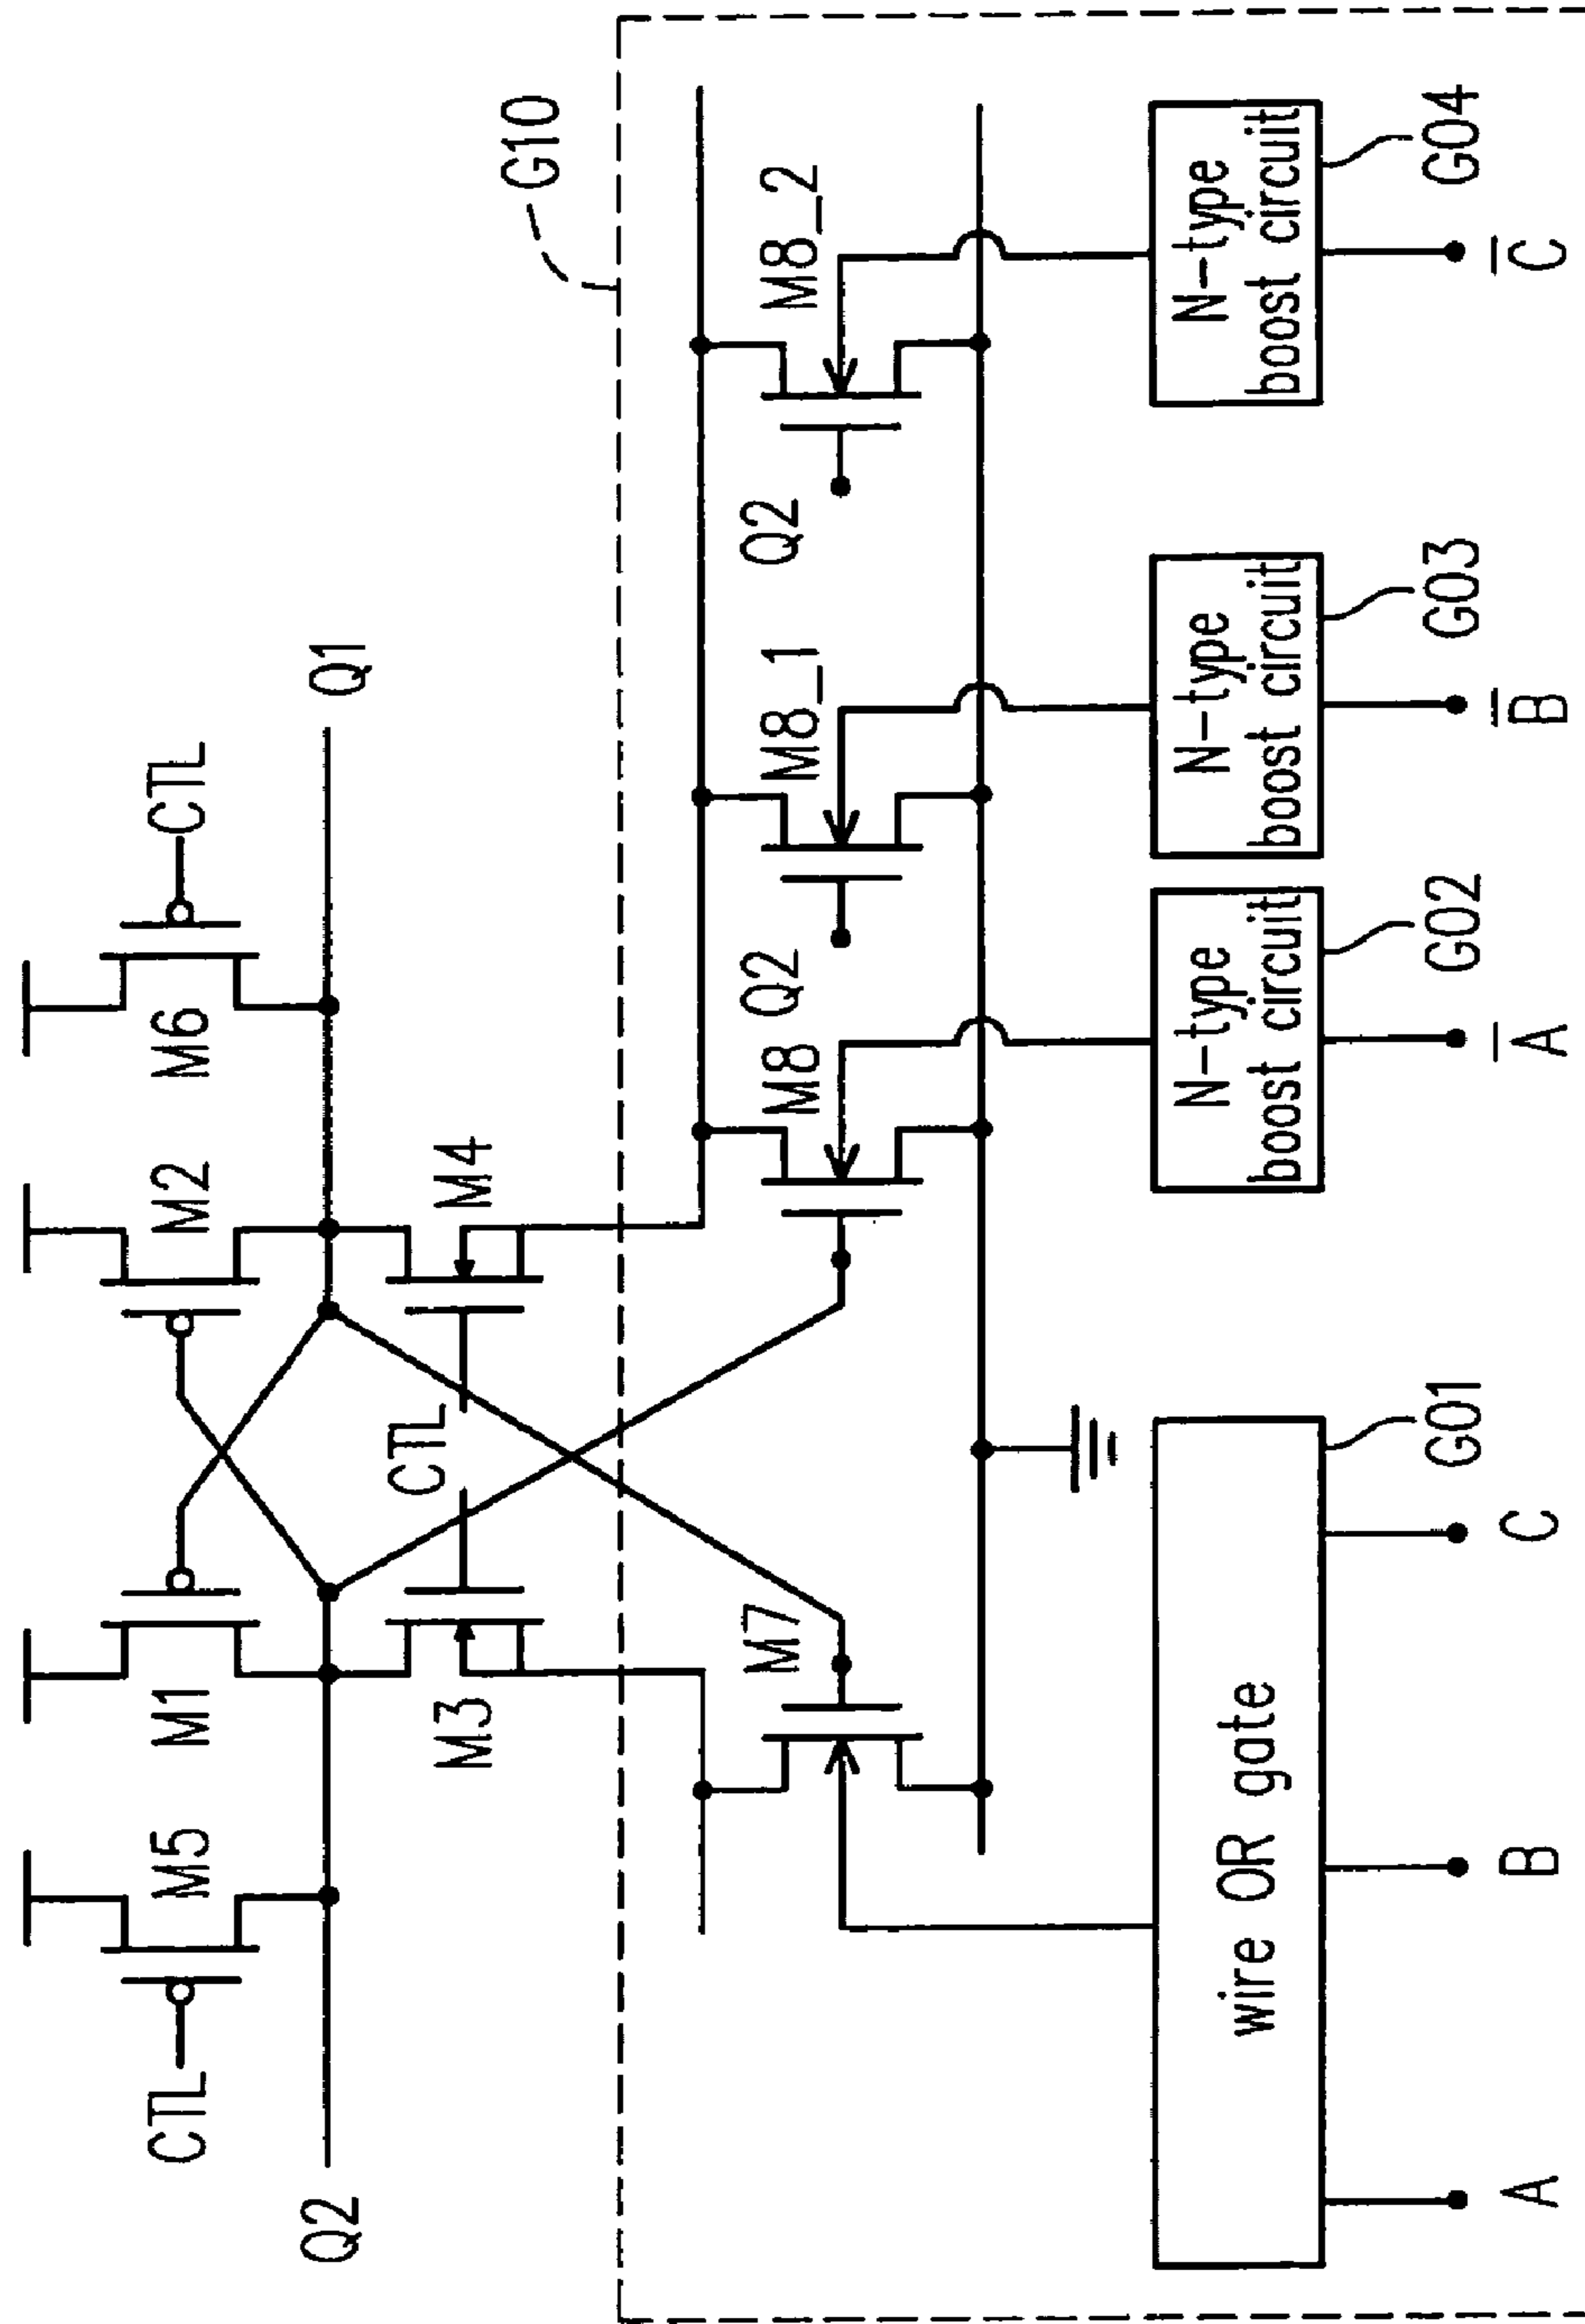 CTL
M5
M1
M2
M6
CTL
Q2
Q1
M3
CTL
M4
G10
M7
M8
Q2
M8_1
Q2
M8_2
wire OR gate
N-type
boost circuit
N-type
boost circuit
N-type
boost circuit
G01
G02
G03
G04
A
B
C
A̅
B̅
C̅